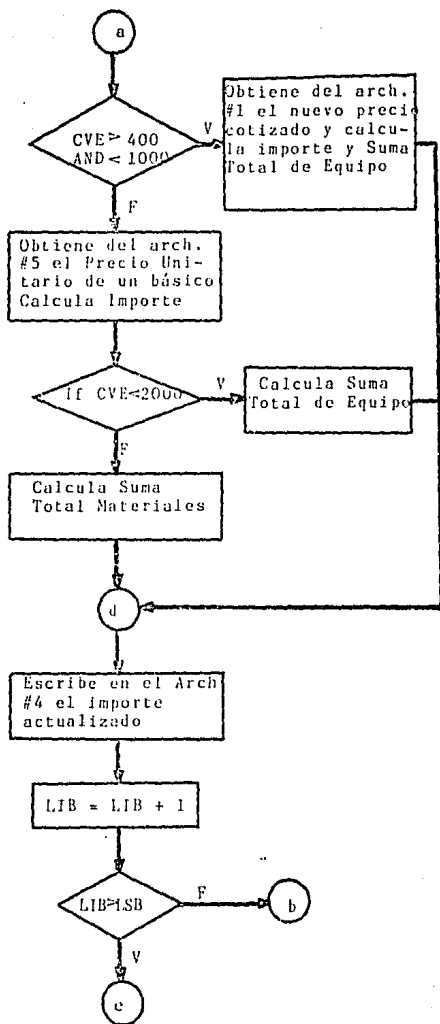 a
CVE > 400
AND < 1000
V
Obtiene del arch.
#1 el nuevo preci
cotizado y calcu-
la importe y Suma
Total de Equipo
F
Obtiene del arch.
#5 el Precio Uni-
tario de un básico
Calcula Importe
If CVE<2000
V
Calcula Suma
Total de Equipo
F
Calcula Suma
Total Materiales
d
Escribe en el Arch
#4 el importe
actualizado
LIB = LIB + 1
LIB>LSB
F
b
V
e